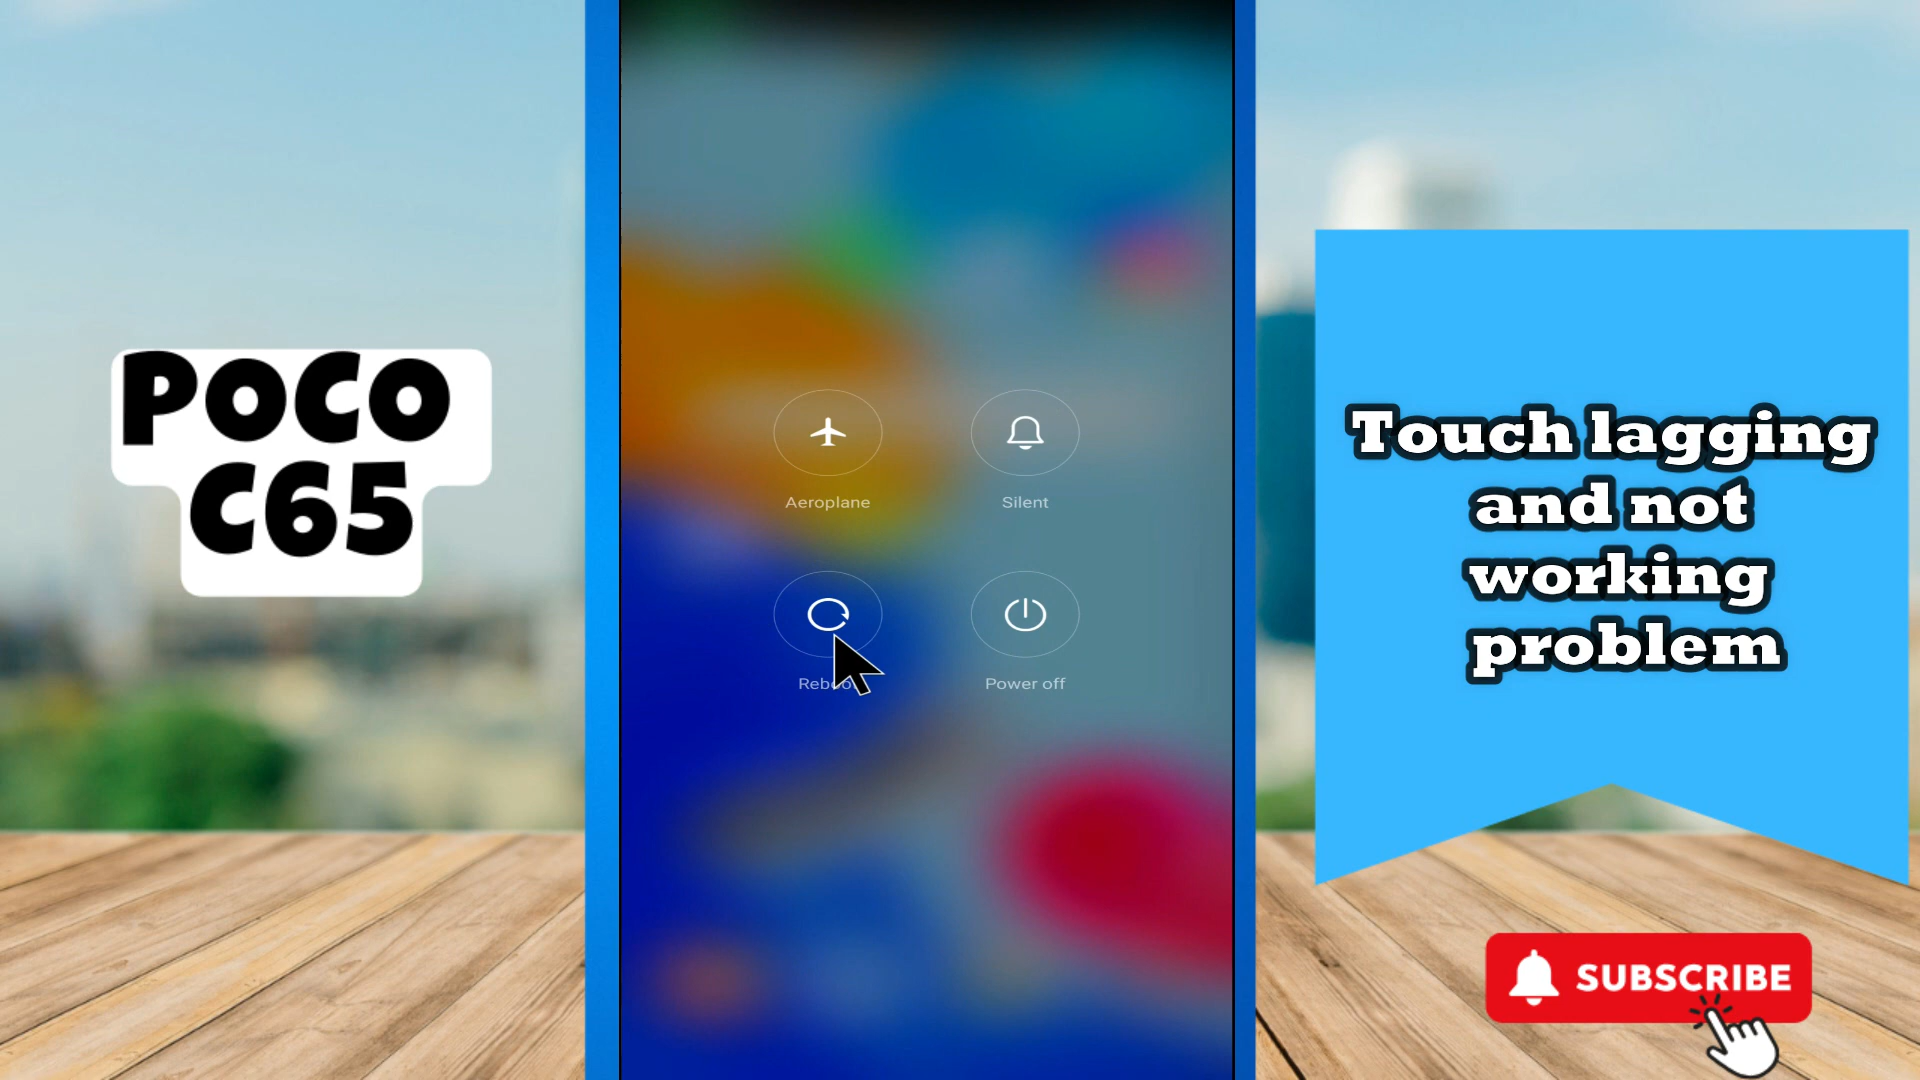 POCO
C65
Aeroplane
Silent
Power off
Touch lagging
and not
working
problem
SUBSCRIBE